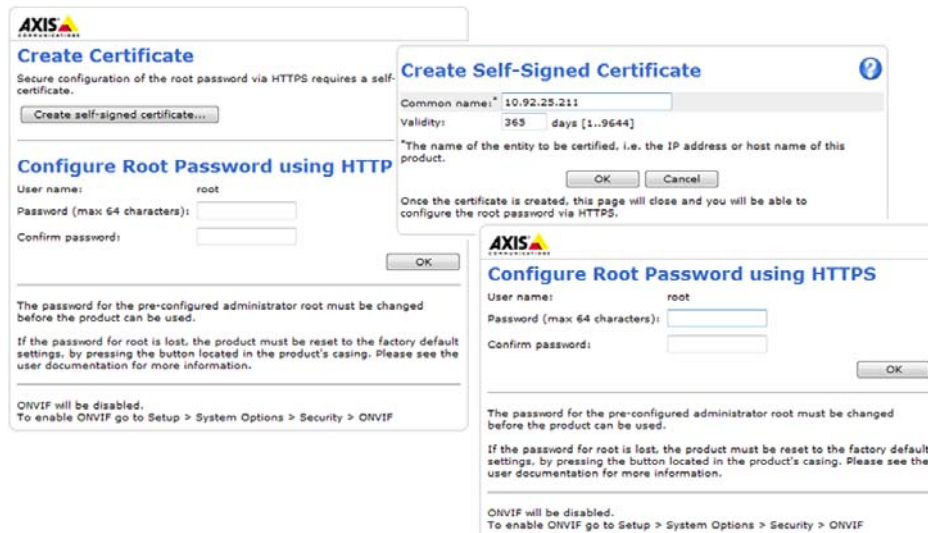 AXIS
COMMUNICATIONS
Create Certificate
Secure configuration of the root password via HTTPS requires a self-
certificate.
Create self-signed certificate...
Configure Root Password using HTTP
User name: root
Password (max 64 characters):
Confirm password:
OK
The password for the pre-configured administrator root must be changed
before the product can be used.
If the password for root is lost, the product must be reset to the factory default
settings, by pressing the button located in the product's casing. Please see the
user documentation for more information.
ONVIF will be disabled.
To enable ONVIF go to Setup > System Options > Security > ONVIF
Create Self-Signed Certificate
?
Common name:* 10.92.25.211
Validity: 365 days [1..9644]
*The name of the entity to be certified, i.e. the IP address or host name of this
product.
OK Cancel
Once the certificate is created, this page will close and you will be able to
configure the root password via HTTPS.
AXIS
COMMUNICATIONS
Configure Root Password using HTTPS
User name: root
Password (max 64 characters):
Confirm password:
OK
The password for the pre-configured administrator root must be changed
before the product can be used.
If the password for root is lost, the product must be reset to the factory default
settings, by pressing the button located in the product's casing. Please see the
user documentation for more information.
ONVIF will be disabled.
To enable ONVIF go to Setup > System Options > Security > ONVIF